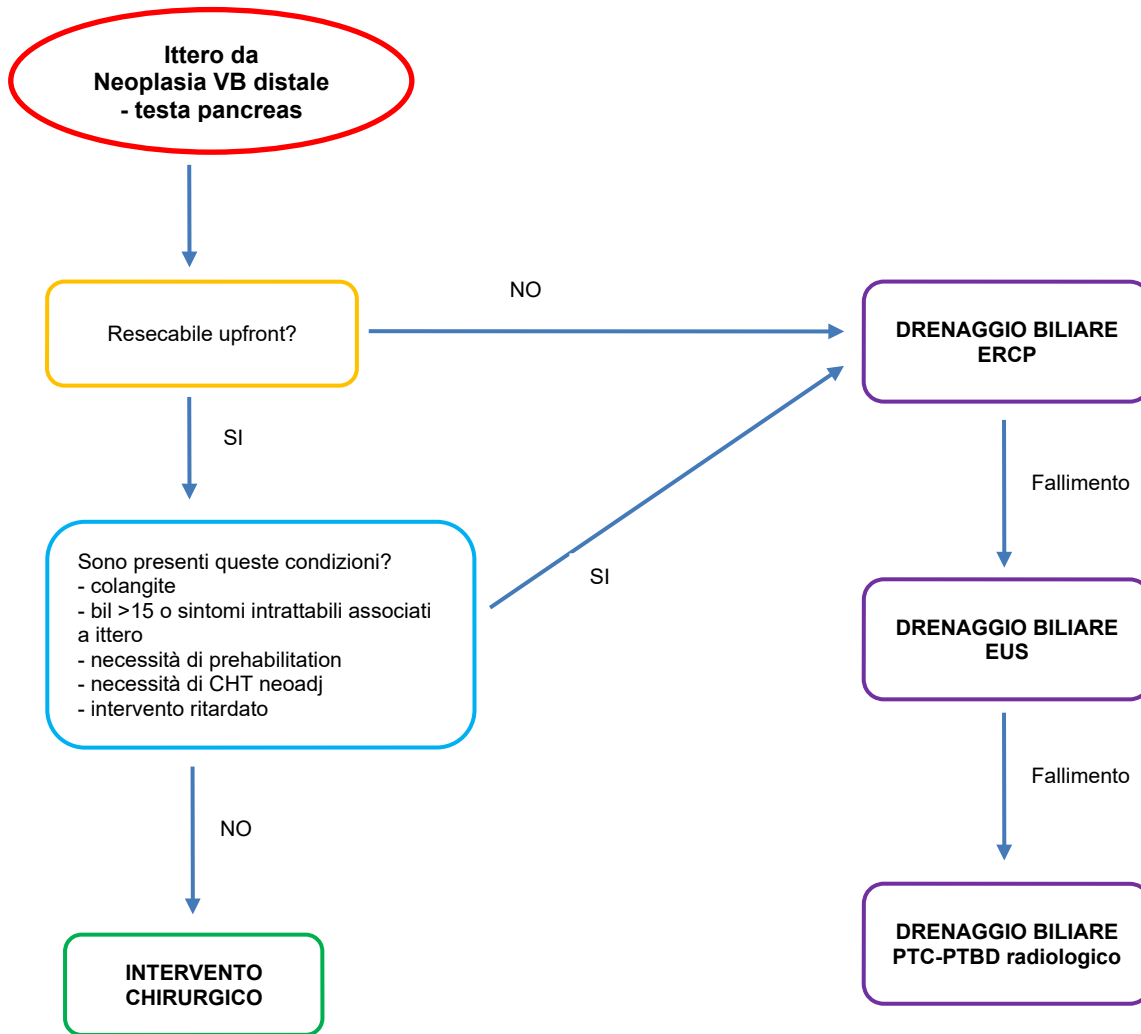 Ittero da
Neoplasia VB distale
- testa pancreas
Resecabile upfront?
NO
DRENAGGIO BILIARE
ERCP
SI
Fallimento
Sono presenti queste condizioni?
- colangite
- bil >15 o sintomi intrattabili associati
a ittero
- necessità di prehabilitation
- necessità di CHT neoadj
- intervento ritardato
SI
DRENAGGIO BILIARE
EUS
NO
Fallimento
INTERVENTO
CHIRURGICO
DRENAGGIO BILIARE
PTC-PTBD radiologico